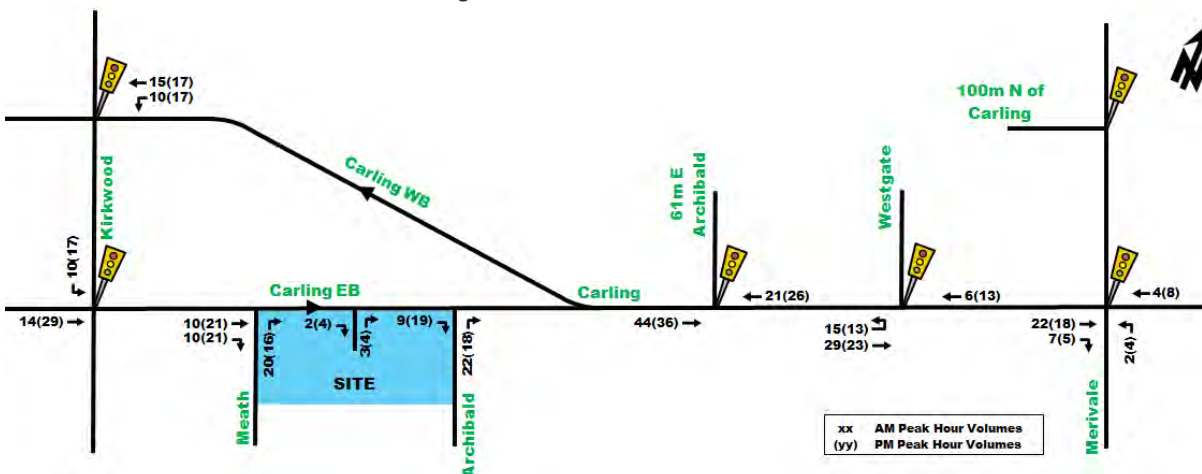 15(17)
10(17)
N
100m N of
Carling
Carling WB
61m E
Archibald
Westgate
Kirkwood
10(17)
Carling EB
Carling
21(26)
6(13)
4(8)
14(29)
10(21)
10(21)
20(16)
2(4)
3(4)
9(19)
22(18)
44(36)
15(13)
29(23)
22(18)
7(5)
2(4)
SITE
Meath
Archibald
Merivale
xx AM Peak Hour Volumes
(yy) PM Peak Hour Volumes